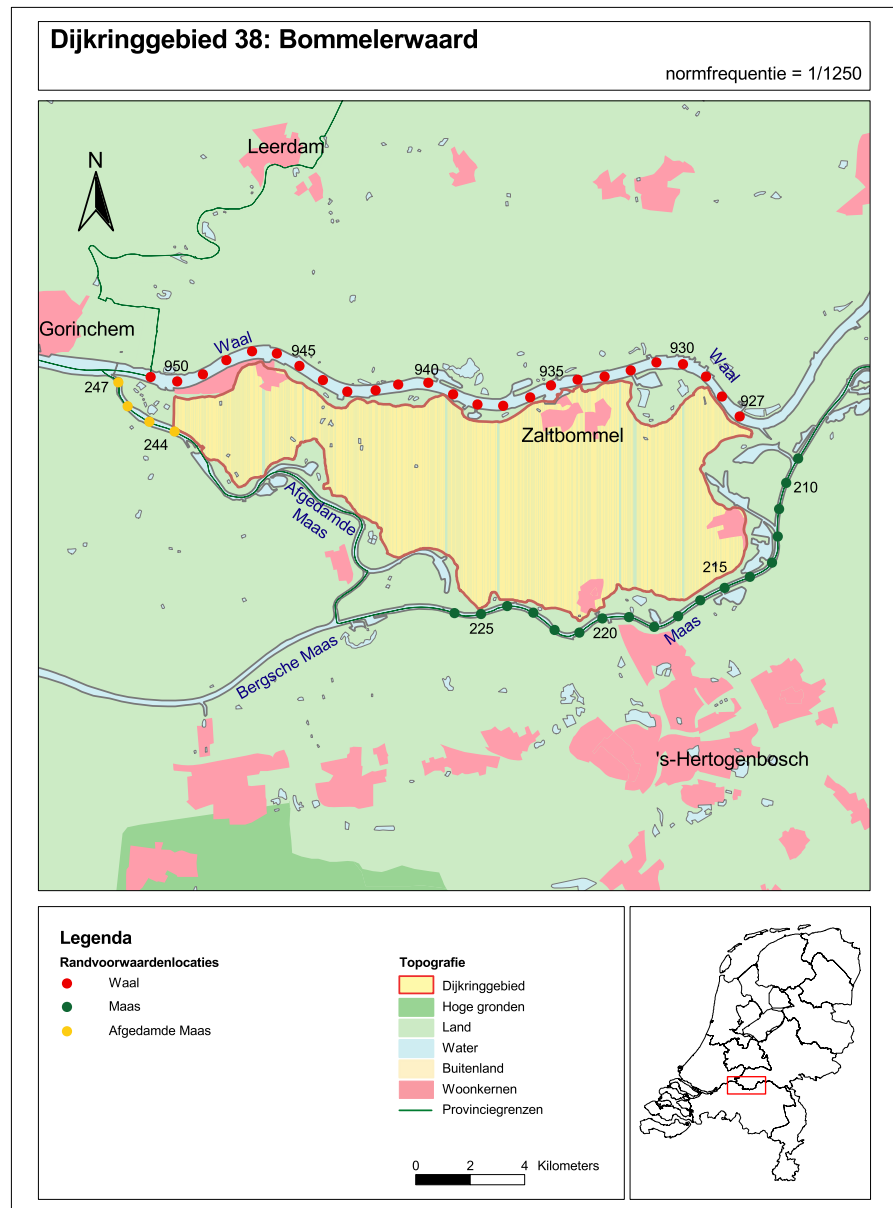 Dijkringgebied 38: Bommelerwaard
normfrequentie = 1/1250
Leerdam
N
Gorinchem
Waal
950
945
940
935
930
Waal
927
247
244
Zaltbommel
210
Afgedamde
Maas
215
225
220
Maas
Bergsche Maas
's-Hertogenbosch
Legenda
Randvoorwaardenlocaties
Waal
Maas
Afgedamde Maas
Topografie
Dijkringgebied
Hoge gronden
Land
Water
Buitenland
Woonkernen
Provinciegrenzen
0 2 4 Kilometers